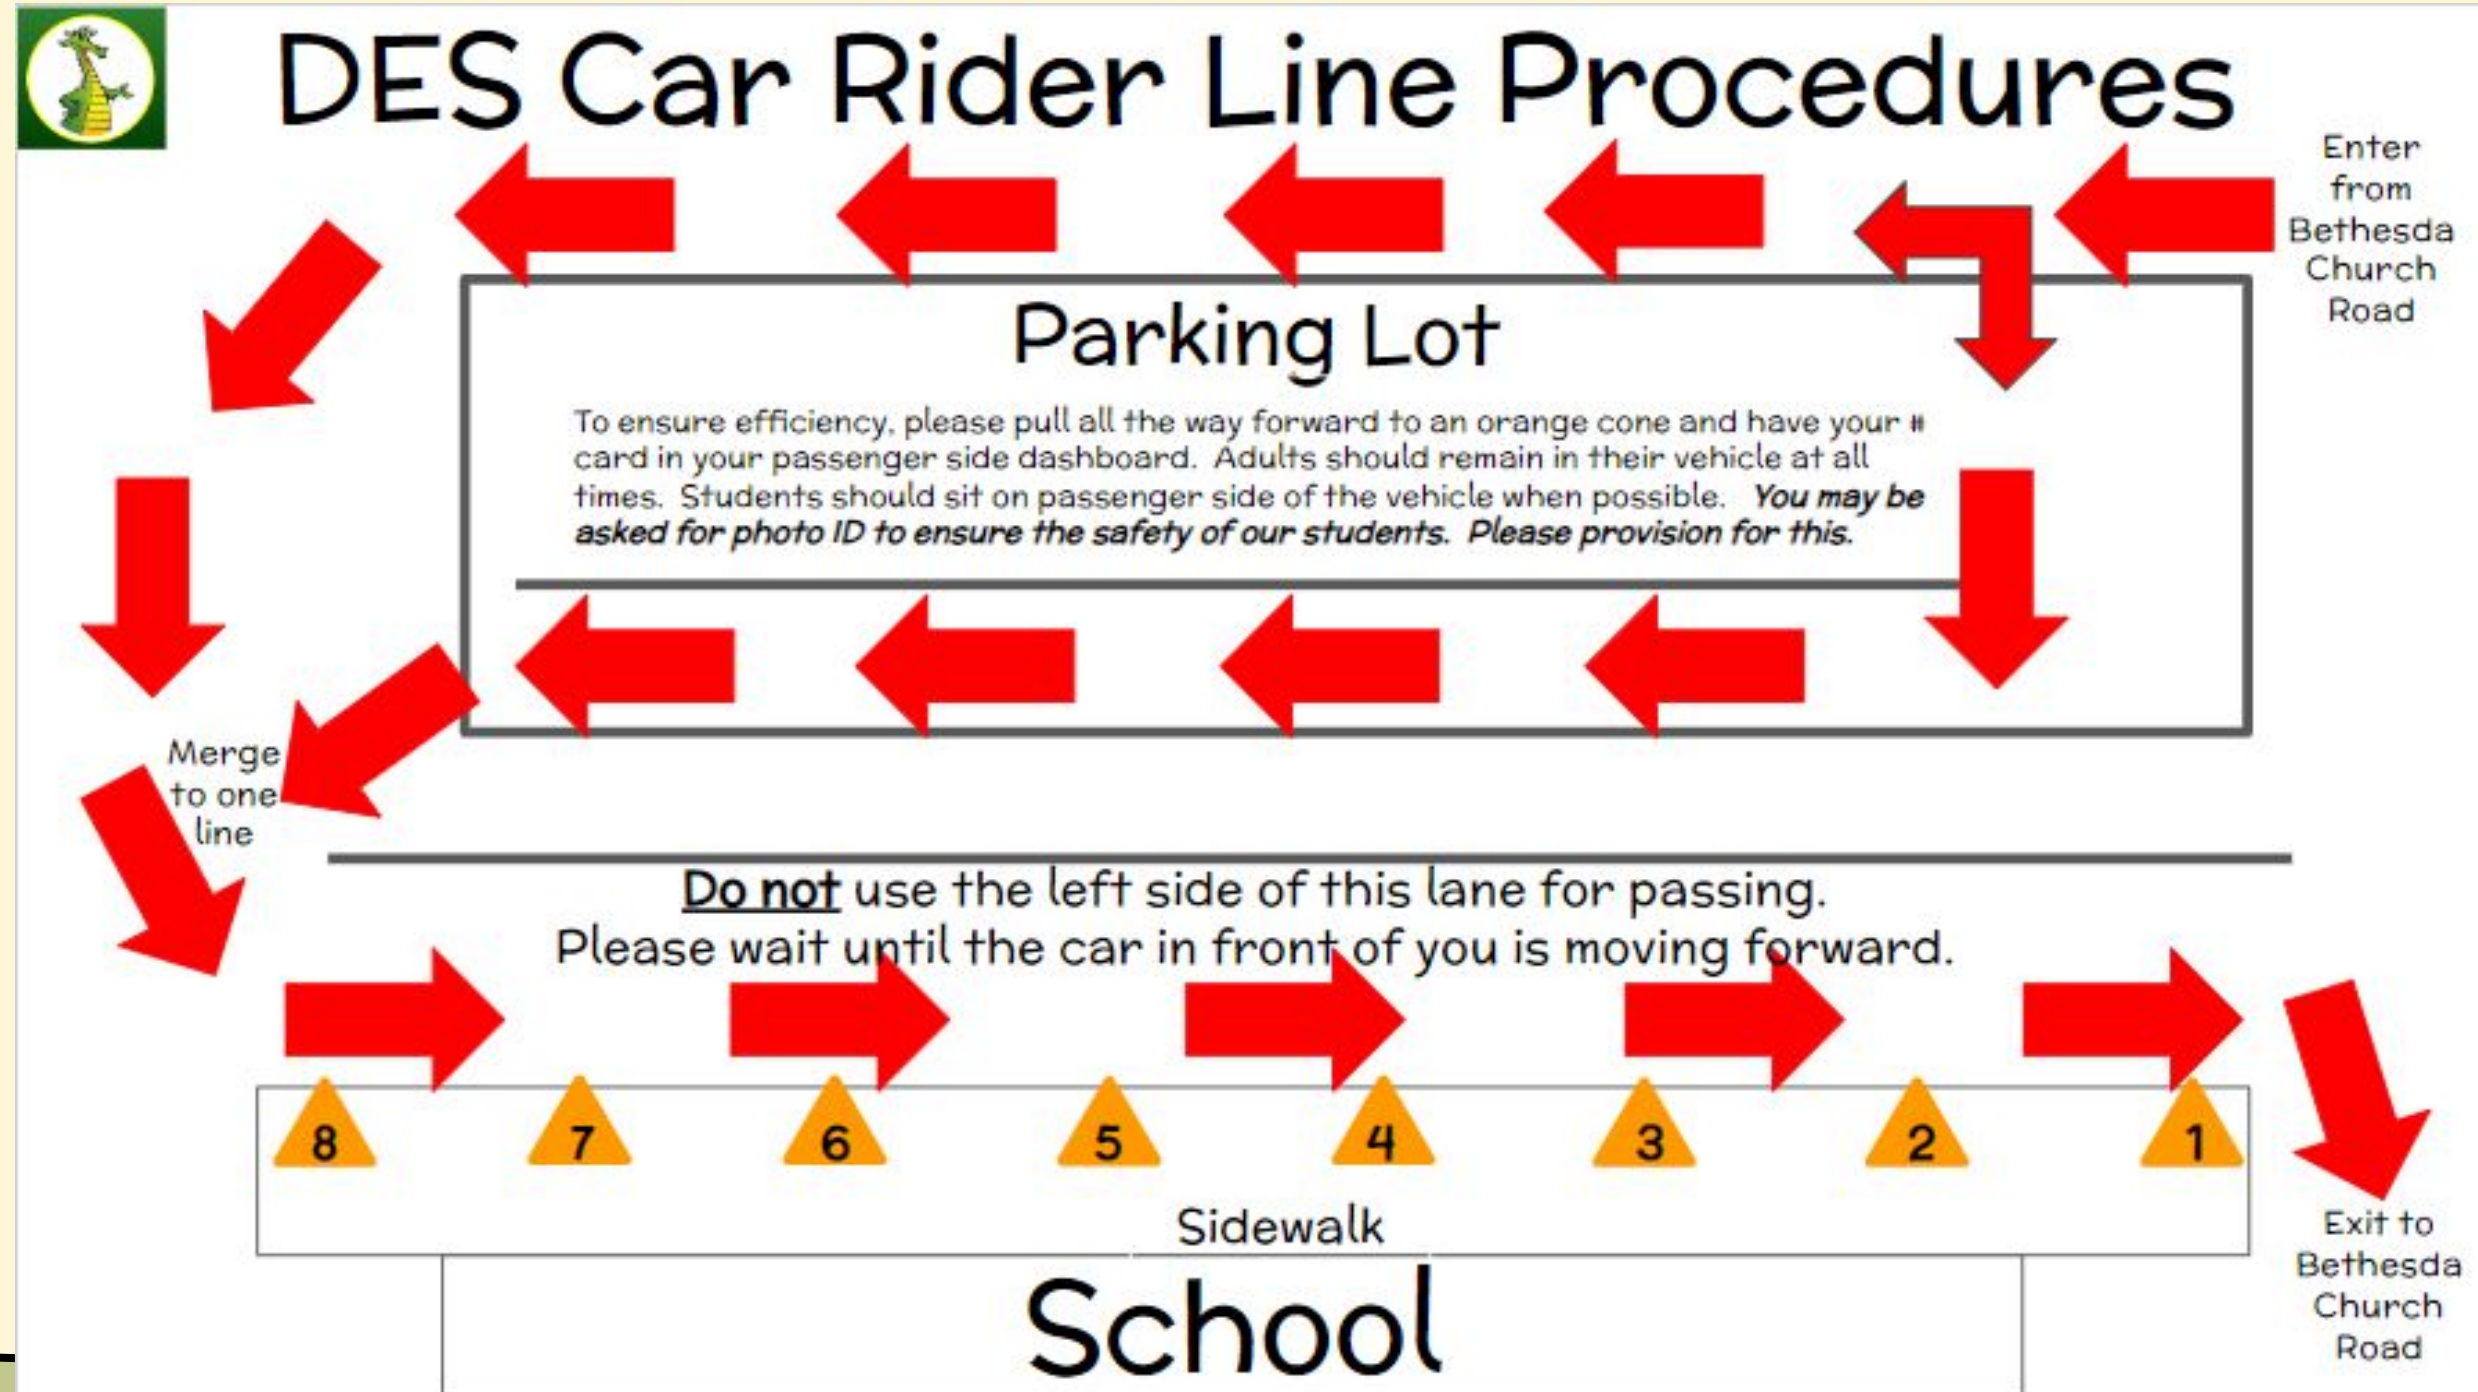 DES Car Rider Line Procedures
Enter
from
Bethesda
Church
Road
Parking Lot
To ensure efficiency, please pull all the way forward to an orange cone and have your #
card in your passenger side dashboard. Adults should remain in their vehicle at all
times. Students should sit on passenger side of the vehicle when possible. You may be
asked for photo ID to ensure the safety of our students. Please provision for this.
Merge
to one
line
Do not use the left side of this lane for passing.
Please wait until the car in front of you is moving forward.
8 7 6 5 4 3 2 1
Sidewalk
School
Exit to
Bethesda
Church
Road